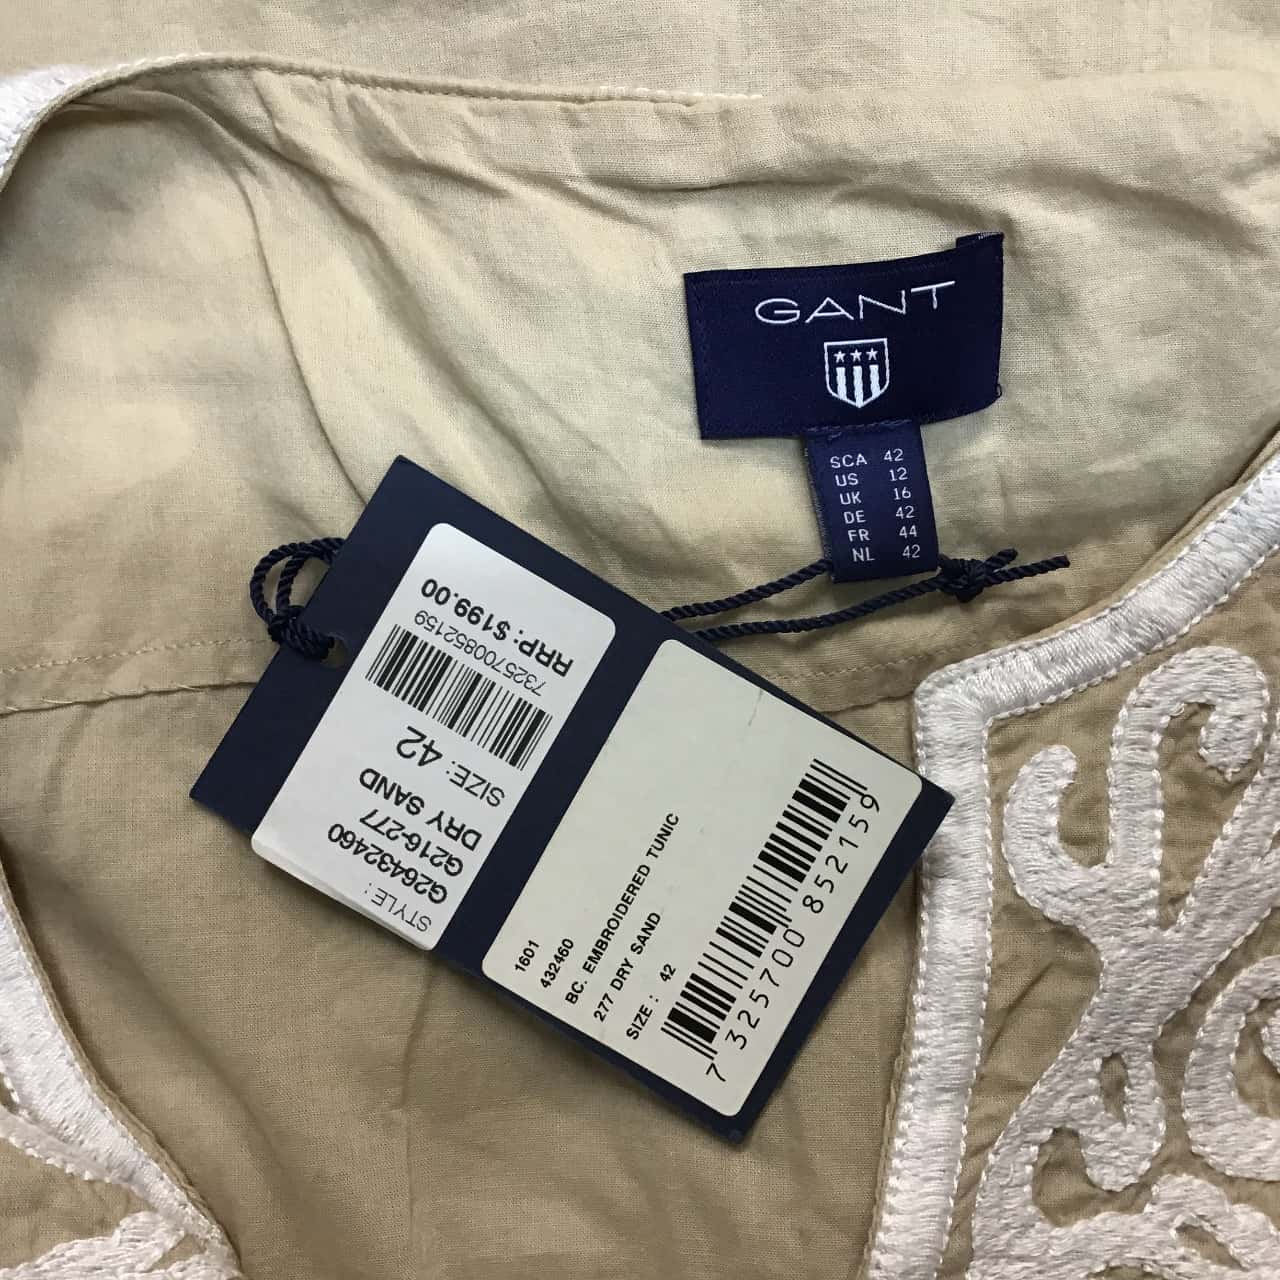 GANT
SCA 42
US 12
UK 16
DE 42
FR 44
NL 42
STYLE:
G26432460
G216-277
DRY SAND
SIZE: 42
7325700852159
RRP: $199.00
1601
432460
BC. EMBROIDERED TUNIC
277 DRY SAND
SIZE : 42
7 325700 852159